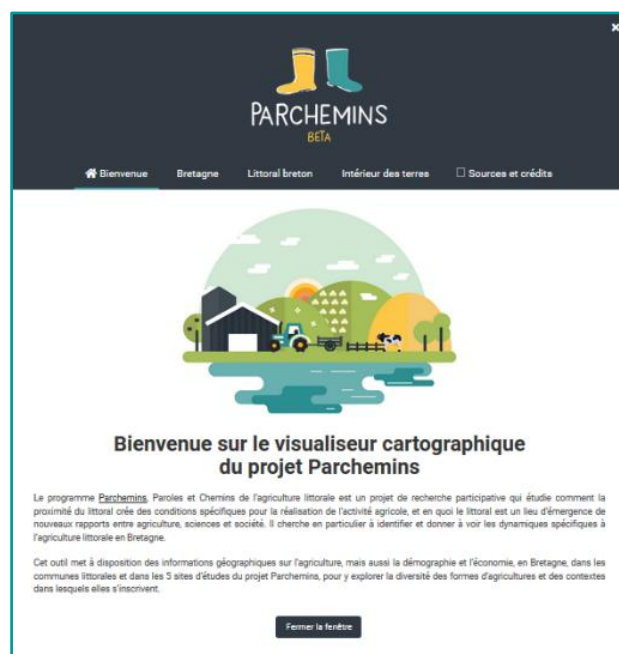 ×
PARCHEMINS
BETA
Bienvenue
Bretagne
Littoral breton
Intérieur des terres
Sources et crédits
Bienvenue sur le visualiseur cartographique
du projet Parchemins
Le programme Parchemins, Paroles et Chemins de l'agriculture littorale est un projet de recherche participative qui étudie comment la
proximité du littoral crée des conditions spécifiques pour la réalisation de l'activité agricole, et en quoi le littoral est un lieu d'émergence de
nouveaux rapports entre agriculture, sciences et société. Il cherche en particulier à identifier et donner à voir les dynamiques spécifiques à
l'agriculture littorale en Bretagne.
Cet outil met à disposition des informations géographiques sur l'agriculture, mais aussi la démographie et l'économie, en Bretagne, dans les
communes littorales et dans les 5 sites d'études du projet Parchemins, pour y explorer la diversité des formes d'agricultures et des contextes
dans lesquels elles s'inscrivent.
Fermer la fenêtre